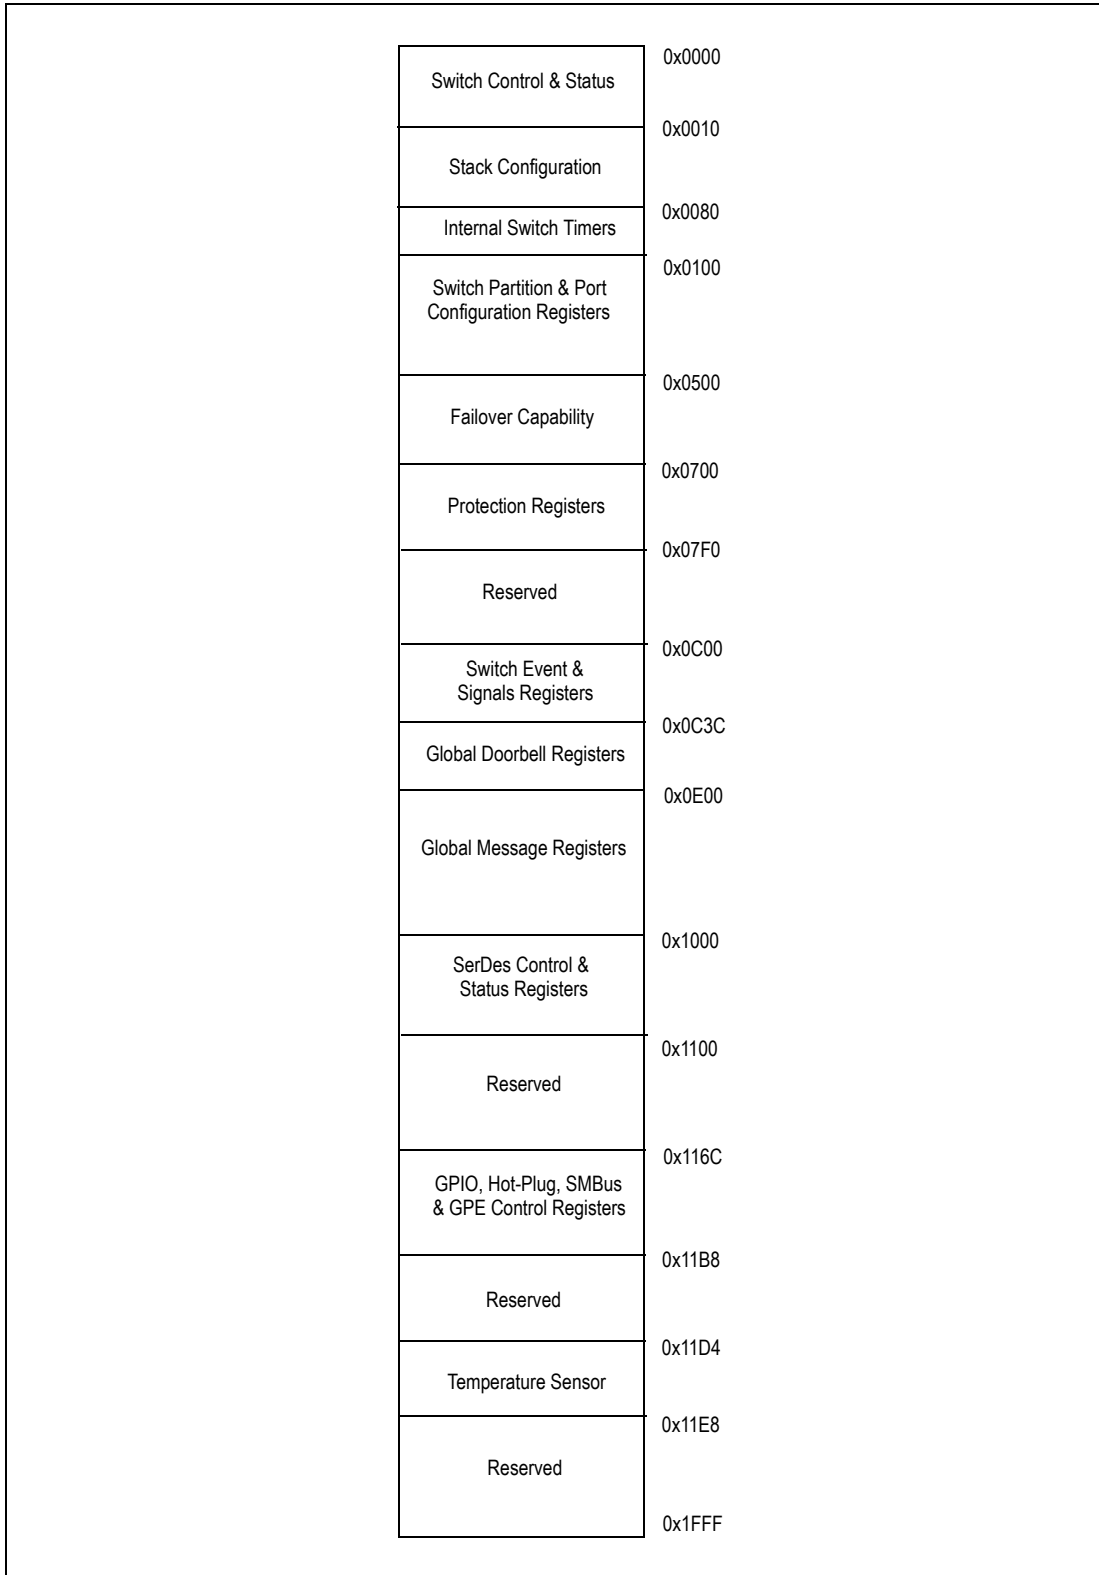 0x0000
Switch Control & Status
0x0010
Stack Configuration
0x0080
Internal Switch Timers
0x0100
Switch Partition & Port
Configuration Registers
0x0500
Failover Capability
0x0700
Protection Registers
0x07F0
Reserved
0x0C00
Switch Event &
Signals Registers
0x0C3C
Global Doorbell Registers
0x0E00
Global Message Registers
0x1000
SerDes Control &
Status Registers
0x1100
Reserved
0x116C
GPIO, Hot-Plug, SMBus
& GPE Control Registers
0x11B8
Reserved
0x11D4
Temperature Sensor
0x11E8
Reserved
0x1FFF